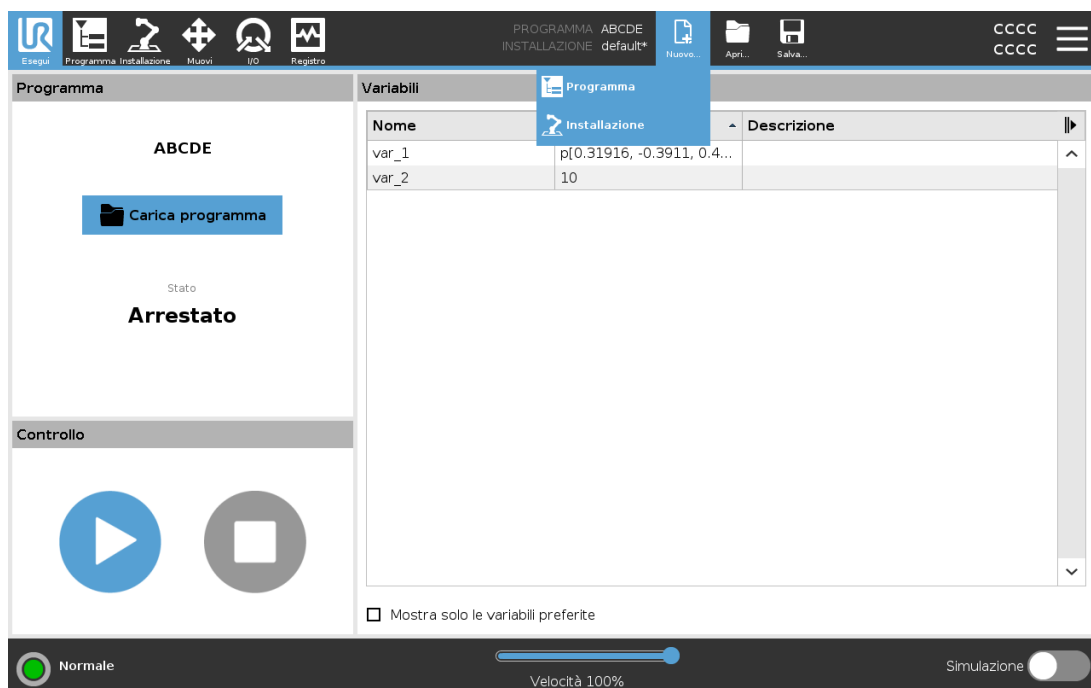 PROGRAMMA ABCDE
INSTALLAZIONE default*
CCCC
CCCC
Esegui Programma Installazione Muovi I/O Registro Nuovo... Apri... Salva...
Programma
Installazione
Programma
ABCDE
Carica programma
Stato
Arrestato
Controllo
Variabili
Nome Descrizione
var_1 p[0.31916, -0.3911, 0.4...
var_2 10
Mostra solo le variabili preferite
Normale
Velocità 100%
Simulazione